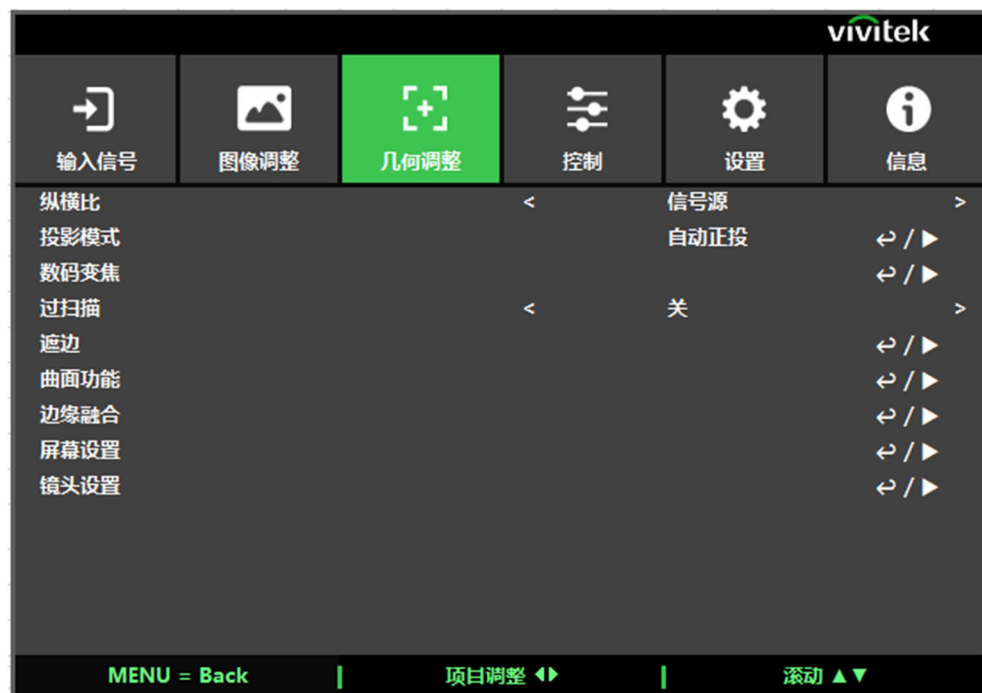 vivitek
输入信号 图像调整 几何调整 控制 设置 信息
纵横比 < 信号源 >
投影模式 自动正投 ↩ / ▶
数码变焦 ↩ / ▶
过扫描 < 关 >
遮边 ↩ / ▶
曲面功能 ↩ / ▶
边缘融合 ↩ / ▶
屏幕设置 ↩ / ▶
镜头设置 ↩ / ▶
MENU = Back | 项目调整 ◀▶ | 滚动 ▲▼